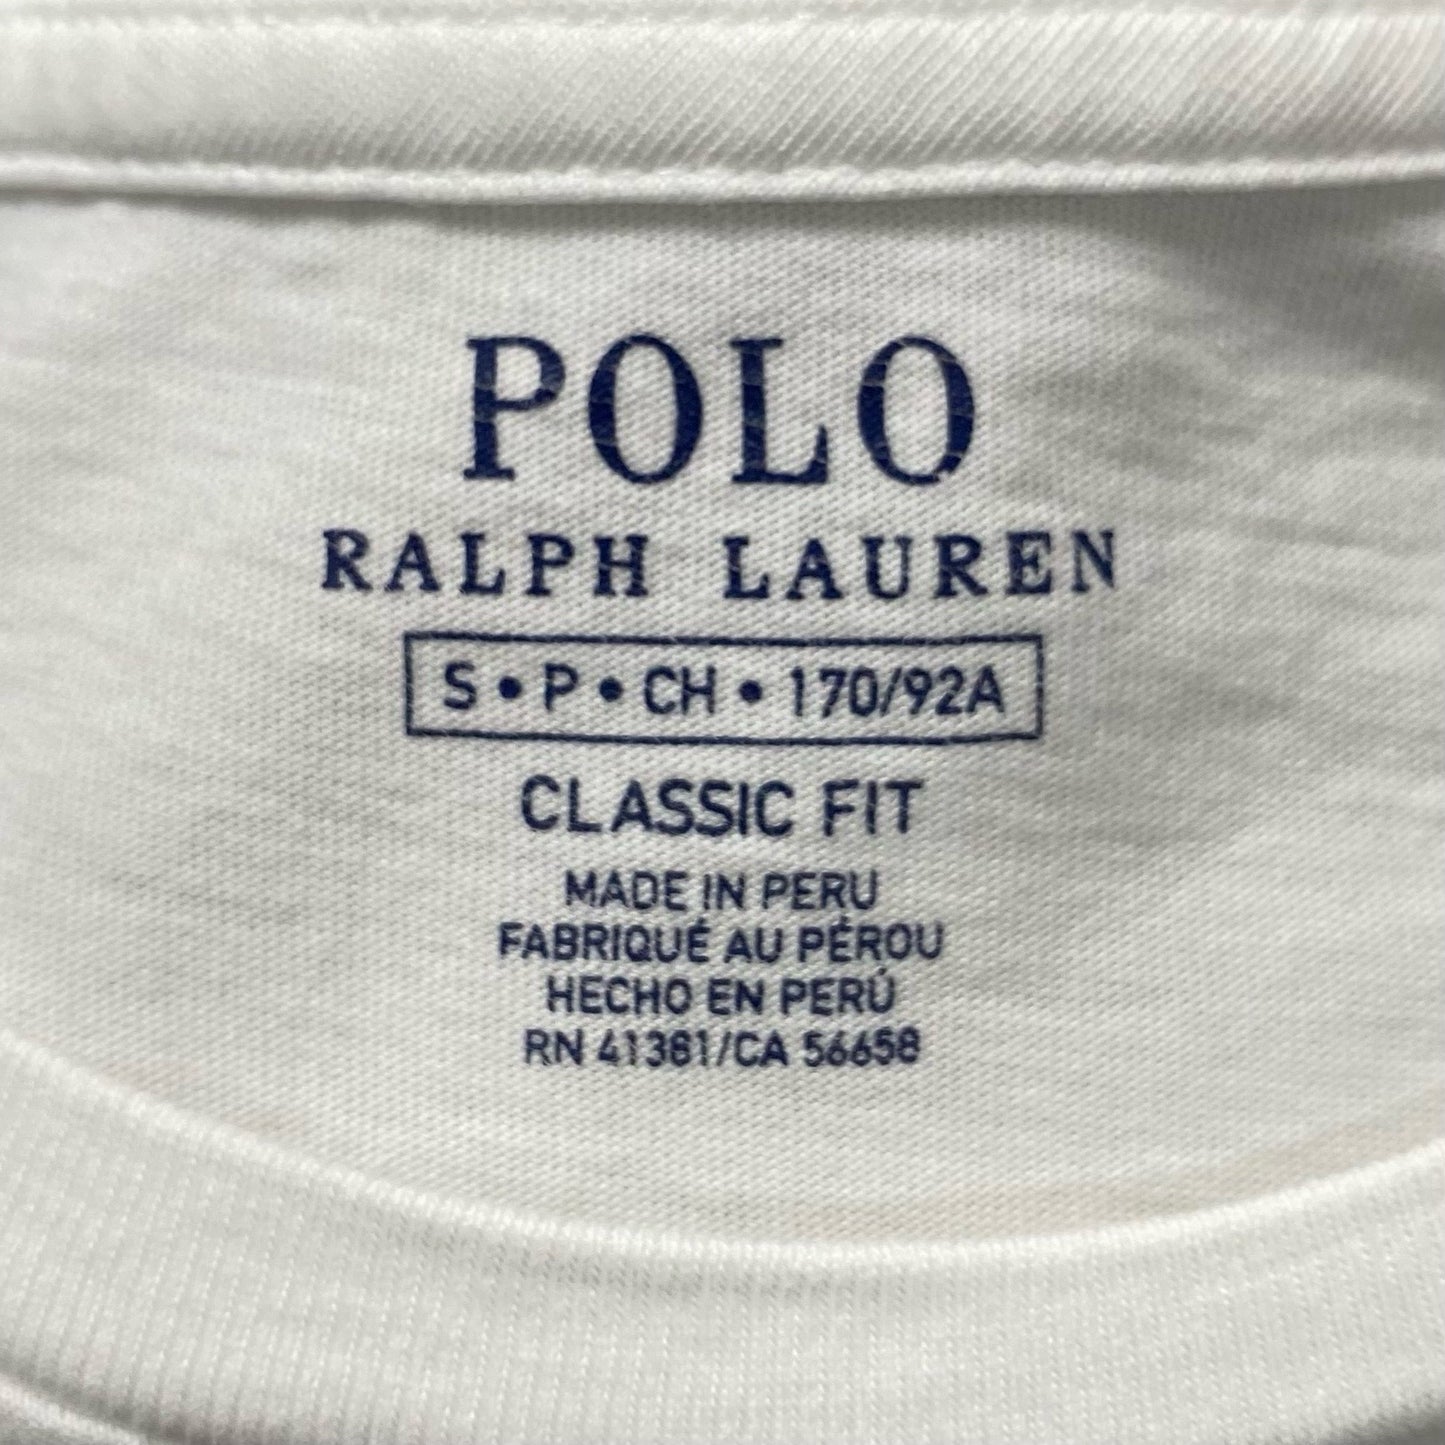 POLO
RALPH LAUREN
S • P • CH • 170/92A
CLASSIC FIT
MADE IN PERU
FABRIQUÉ AU PÉROU
HECHO EN PERÚ
RN 41381/CA 56658